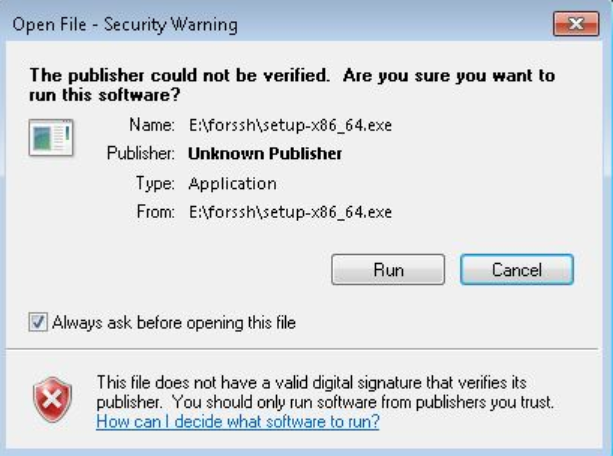 Open File - Security Warning
The publisher could not be verified.  Are you sure you want to
run this software?
Name: E:\forssh\setup-x86_64.exe
Publisher: Unknown Publisher
Type: Application
From: E:\forssh\setup-x86_64.exe
Run Cancel
Always ask before opening this file
This file does not have a valid digital signature that verifies its
publisher.  You should only run software from publishers you trust.
How can I decide what software to run?